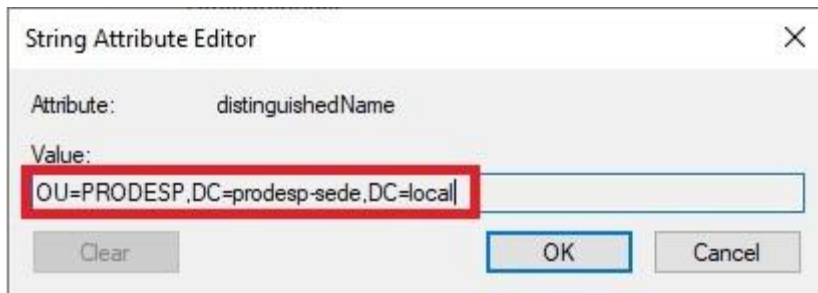 String Attribute Editor
Attribute: distinguishedName
Value:
OU=PRODESP,DC=prodesp-sede,DC=local
Clear OK Cancel